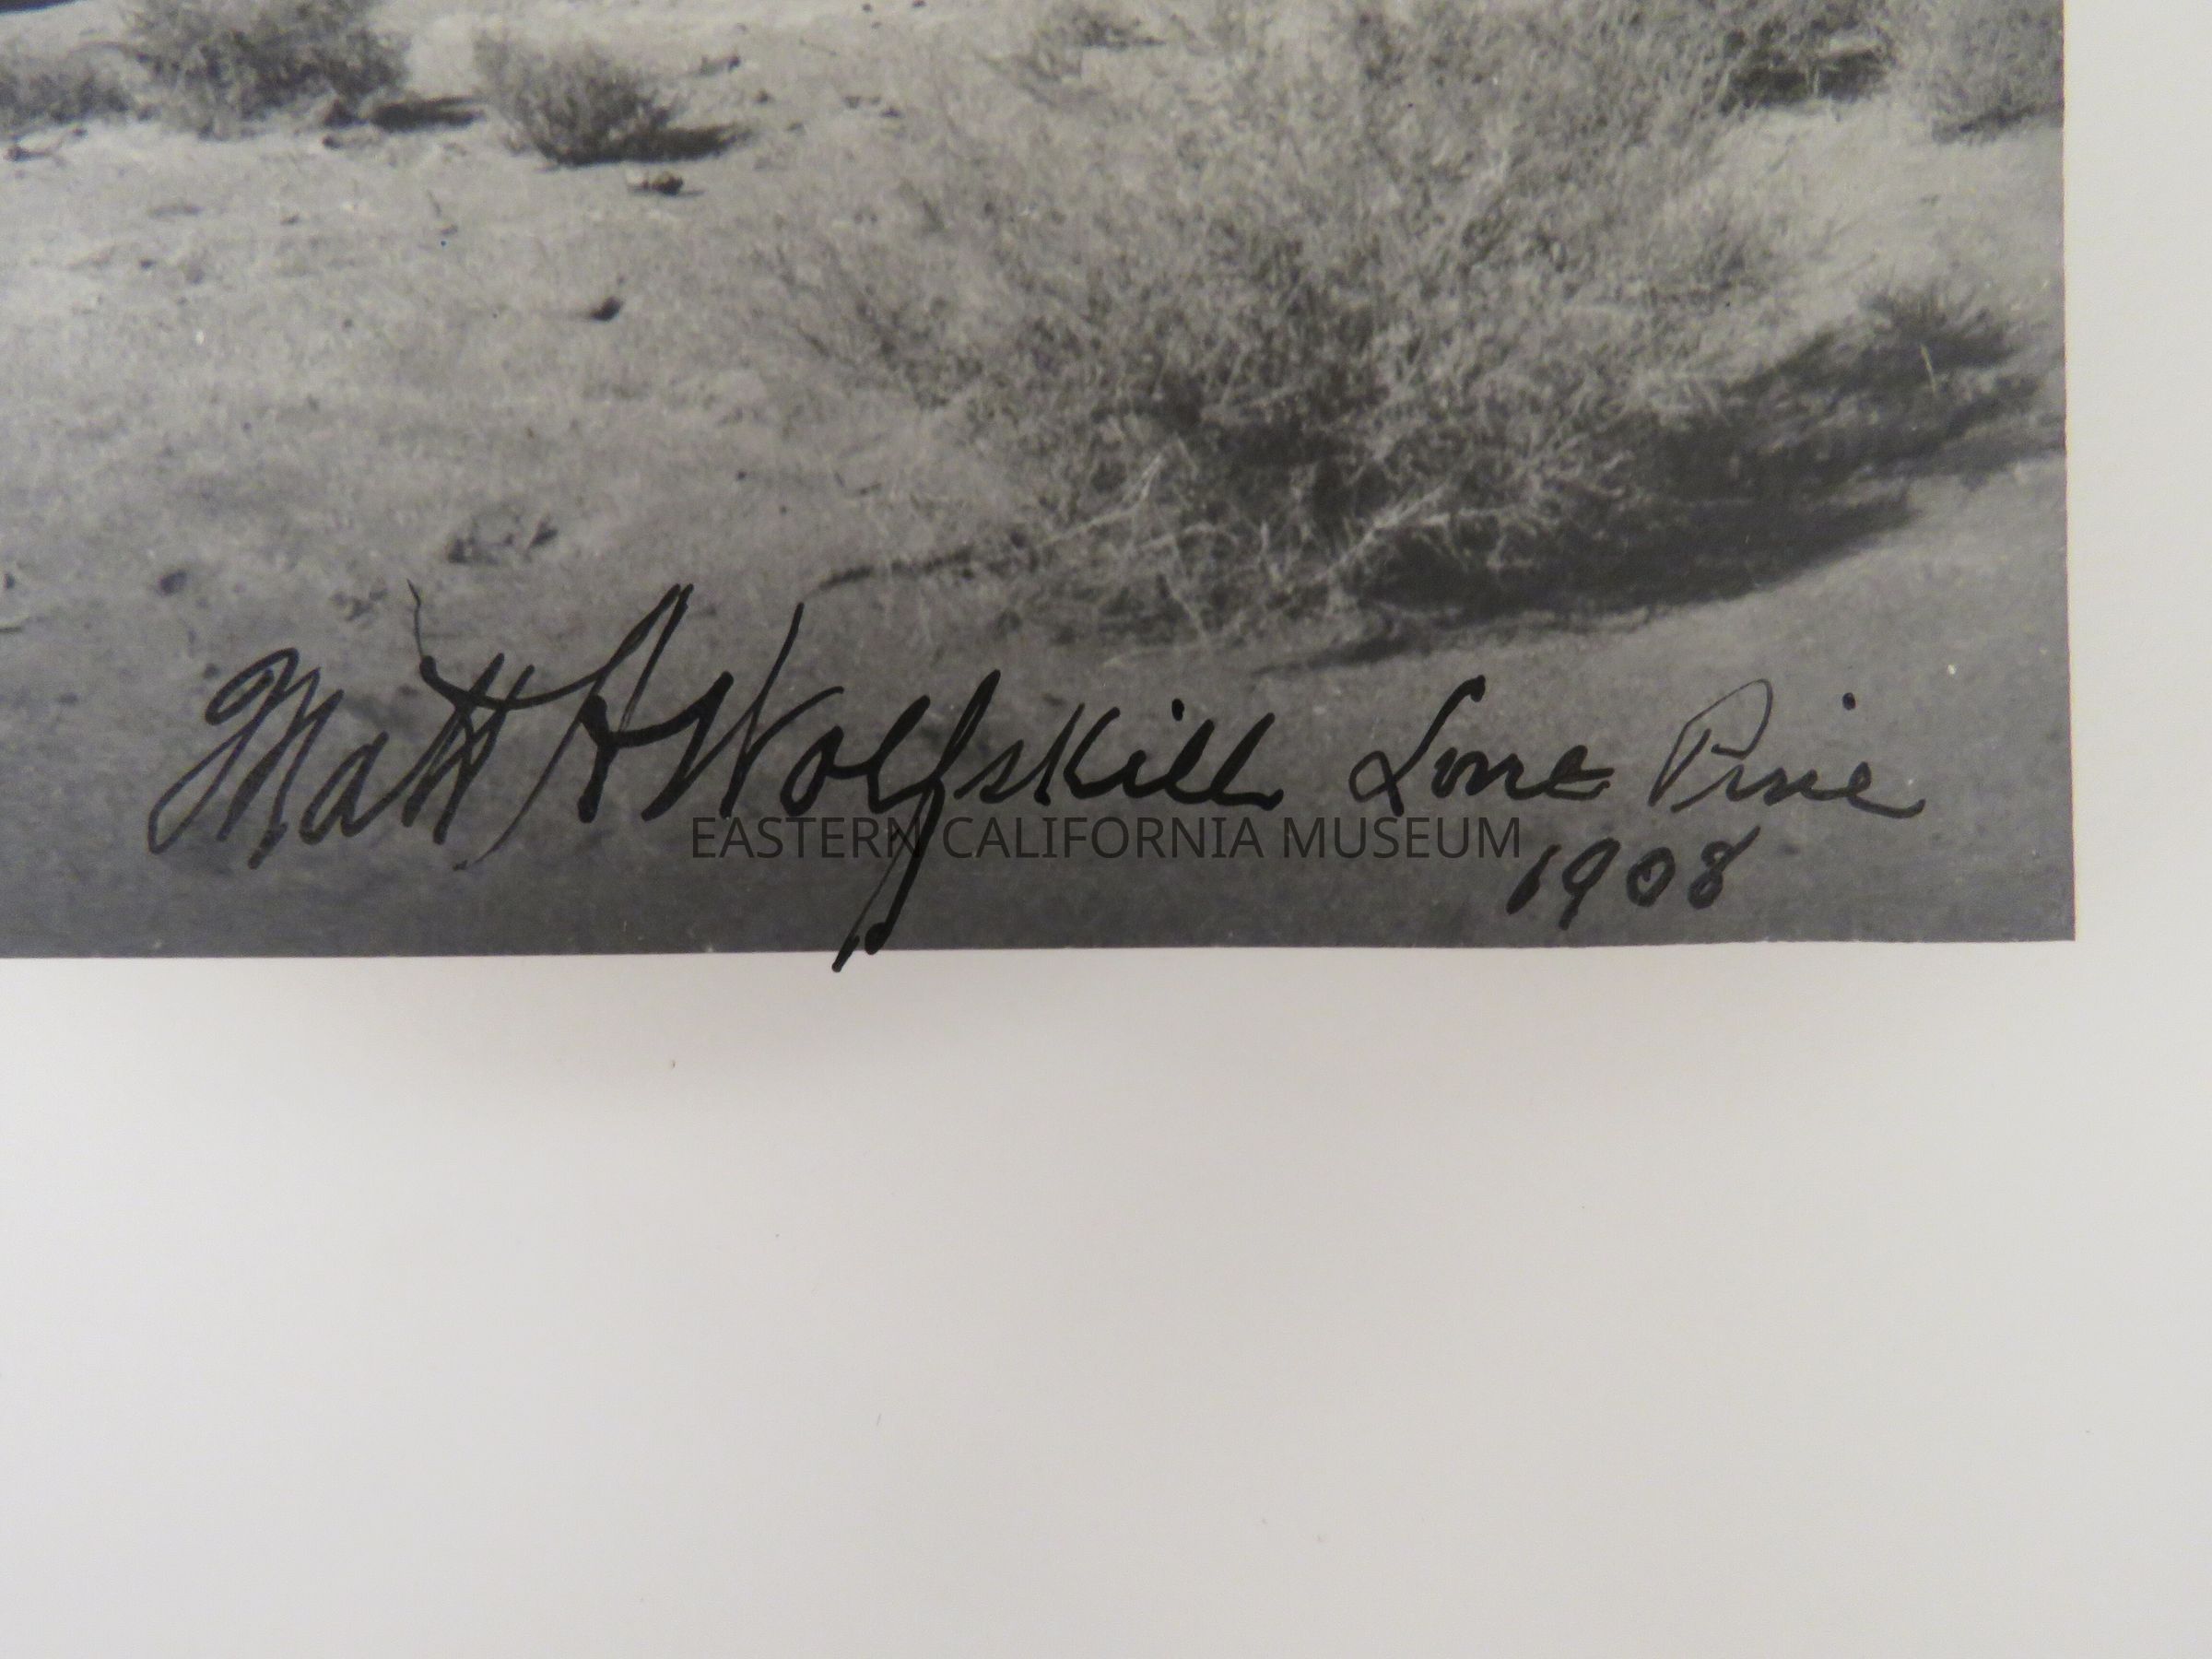 Matt A Wolfskill Lone Pine
EASTERN CALIFORNIA MUSEUM
1908